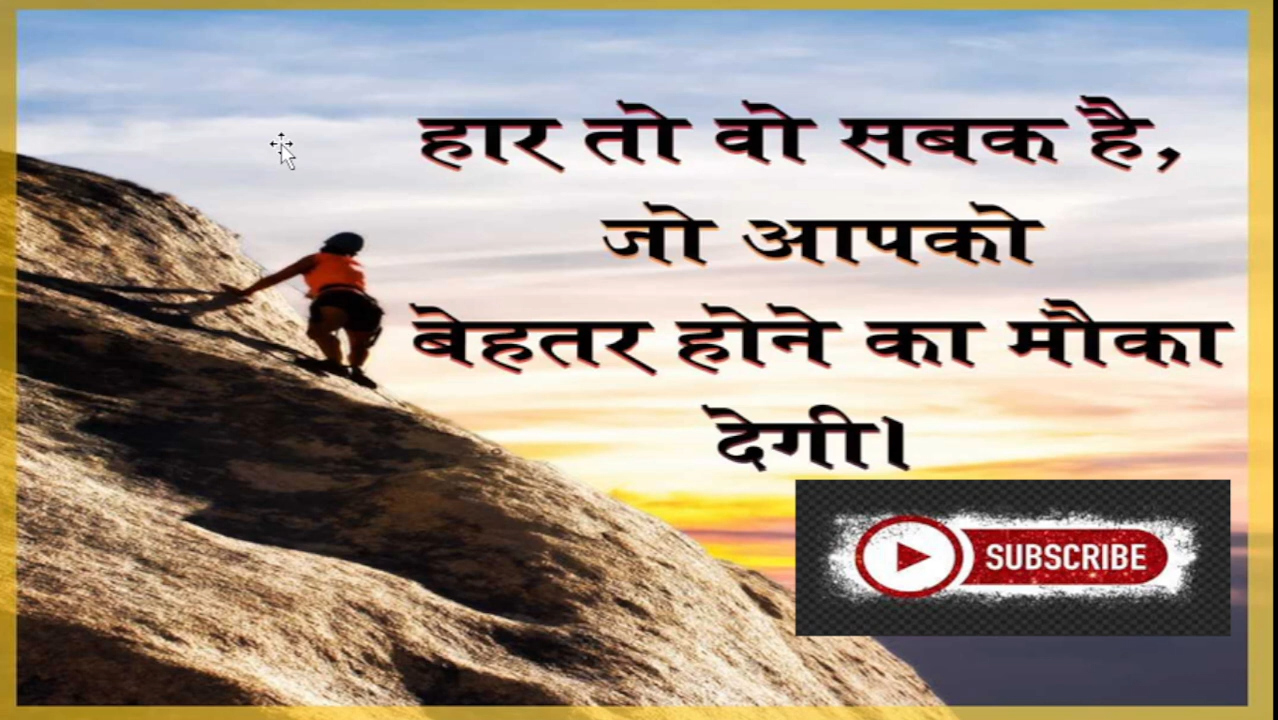 हार तो वो सबक है,
जो आपको
बेहतर होने का मौका
देगी।
SUBSCRIBE